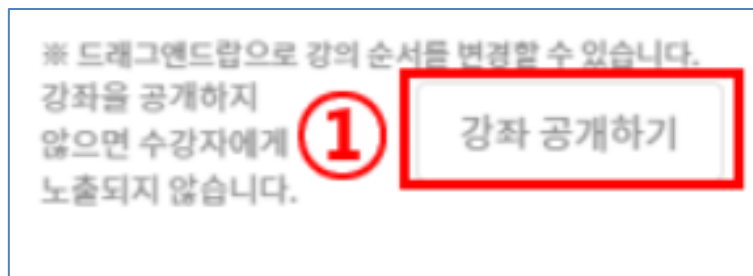 ※ 드래그앤드랍으로 강의 순서를 변경할 수 있습니다.
강좌을 공개하지
않으면 수강자에게
노출되지 않습니다.
①
강좌 공개하기